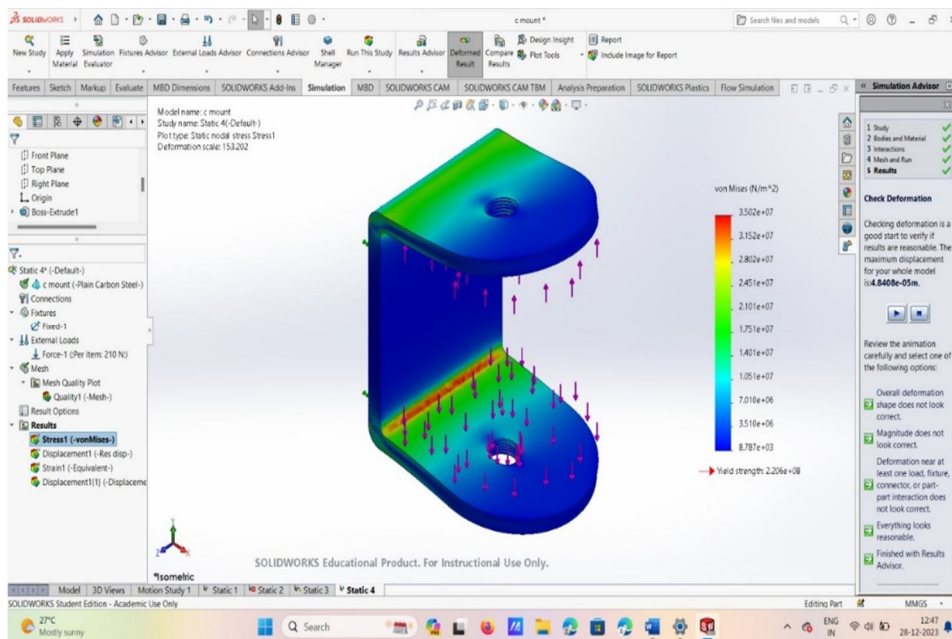 SOLIDWORKS
c mount *
Search files and models
New Study
Apply Material
Simulation Evaluator
Fixtures Advisor
External Loads Advisor
Connections Advisor
Shell Manager
Run This Study
Results Advisor
Deformed Result
Compare Results
Design Insight
Plot Tools
Report
Include Image for Report
Features Sketch Markup Evaluate MBD Dimensions SOLIDWORKS Add-Ins Simulation MBD SOLIDWORKS CAM SOLIDWORKS CAM TBM Analysis Preparation SOLIDWORKS Plastics Flow Simulation
Front Plane
Top Plane
Right Plane
Origin
Boss-Extrude1
Static 4* (-Default-)
c mount (-Plain Carbon Steel-)
Connections
Fixtures
Fixed-1
External Loads
Force-1 (:Per item: 210 N:)
Mesh
Mesh Quality Plot
Quality1 (-Mesh-)
Result Options
Results
Stress1 (-vonMises-)
Displacement1 (-Res disp-)
Strain1 (-Equivalent-)
Displacement1(1) (-Displaceme
Model name: c mount
Study name: Static 4(-Default-)
Plot type: Static nodal stress Stress1
Deformation scale: 153.202
von Mises (N/m^2)
3.502e+07
3.152e+07
2.802e+07
2.451e+07
2.101e+07
1.751e+07
1.401e+07
1.051e+07
7.010e+06
3.510e+06
8.787e+03
Yield strength: 2.206e+08
Y
Z
X
*Isometric
SOLIDWORKS Educational Product. For Instructional Use Only.
Simulation Advisor
1 Study
2 Bodies and Material
3 Interactions
4 Mesh and Run
5 Results
Check Deformation
Checking deformation is a
good start to verify if
results are reasonable. The
maximum displacement
for your whole model
is4.8408e-05m.
Review the animation
carefully and select one of
the following options:
Overall deformation
shape does not look
correct.
Magnitude does not
look correct.
Deformation near at
least one load, fixture,
connector, or part-
part interaction does
not look correct.
Everything looks
reasonable.
Finished with Results
Advisor.
Model 3D Views Motion Study 1 Static 1 Static 2 Static 3 Static 4
SOLIDWORKS Student Edition - Academic Use Only
Editing Part
MMGS
27°C
Mostly sunny
Search
ENG
IN
12:47
28-12-2023